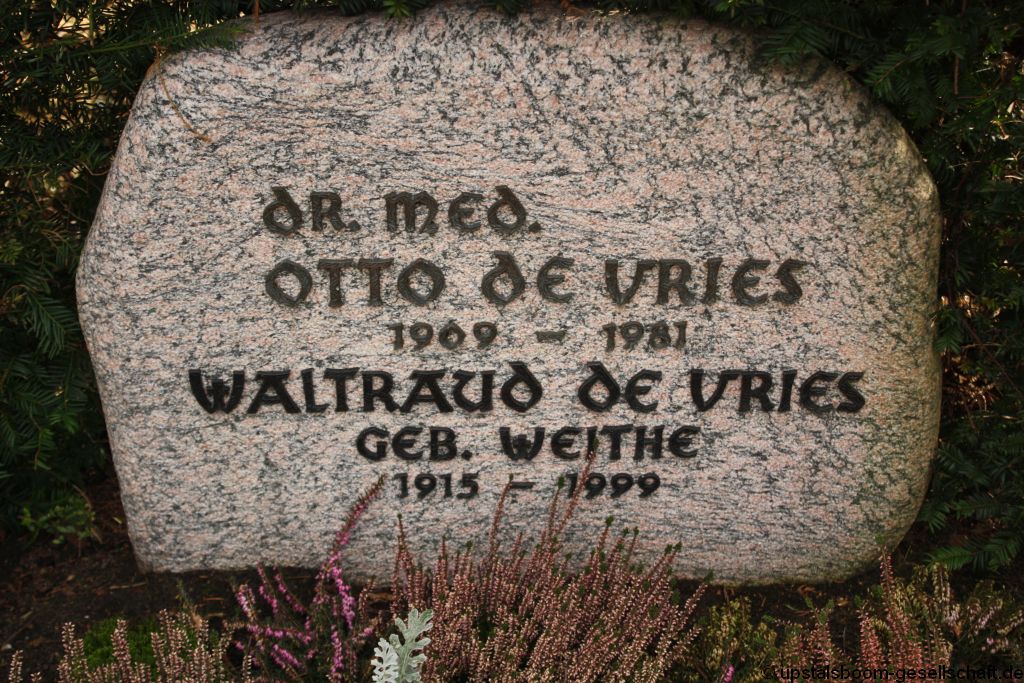 DR. MED.
OTTO DE VRIES
1909 – 1981
WALTRAUD DE VRIES
GEB. WEITHE
1915 – 1999
©upstalsboom-gesellschaft.de